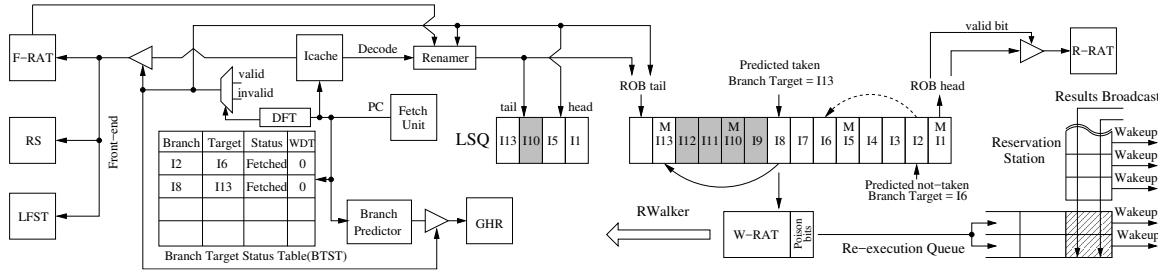 F−RAT
RS
LFST
Front−end
valid
invalid
DFT
Icache
Decode
Renamer
PC
Fetch
Unit
Branch Target Status WDT
I2 I6 Fetched 0
I8 I13 Fetched 0
Branch Target Status Table(BTST)
Branch
Predictor
GHR
tail
head
LSQ
I13 I10 I5 I1
ROB tail
Predicted taken
Branch Target = I13
ROB head
valid bit
R−RAT
M M M M
I13 I12 I11 I10 I9 I8 I7 I6 I5 I4 I3 I2 I1
Predicted not−taken
Branch Target = I6
RWalker
W−RAT
Poison
bits
Re−execution Queue
Results Broadcast
Reservation
Station
Wakeup
Wakeup
Wakeup
Wakeup
Wakeup
Wakeup